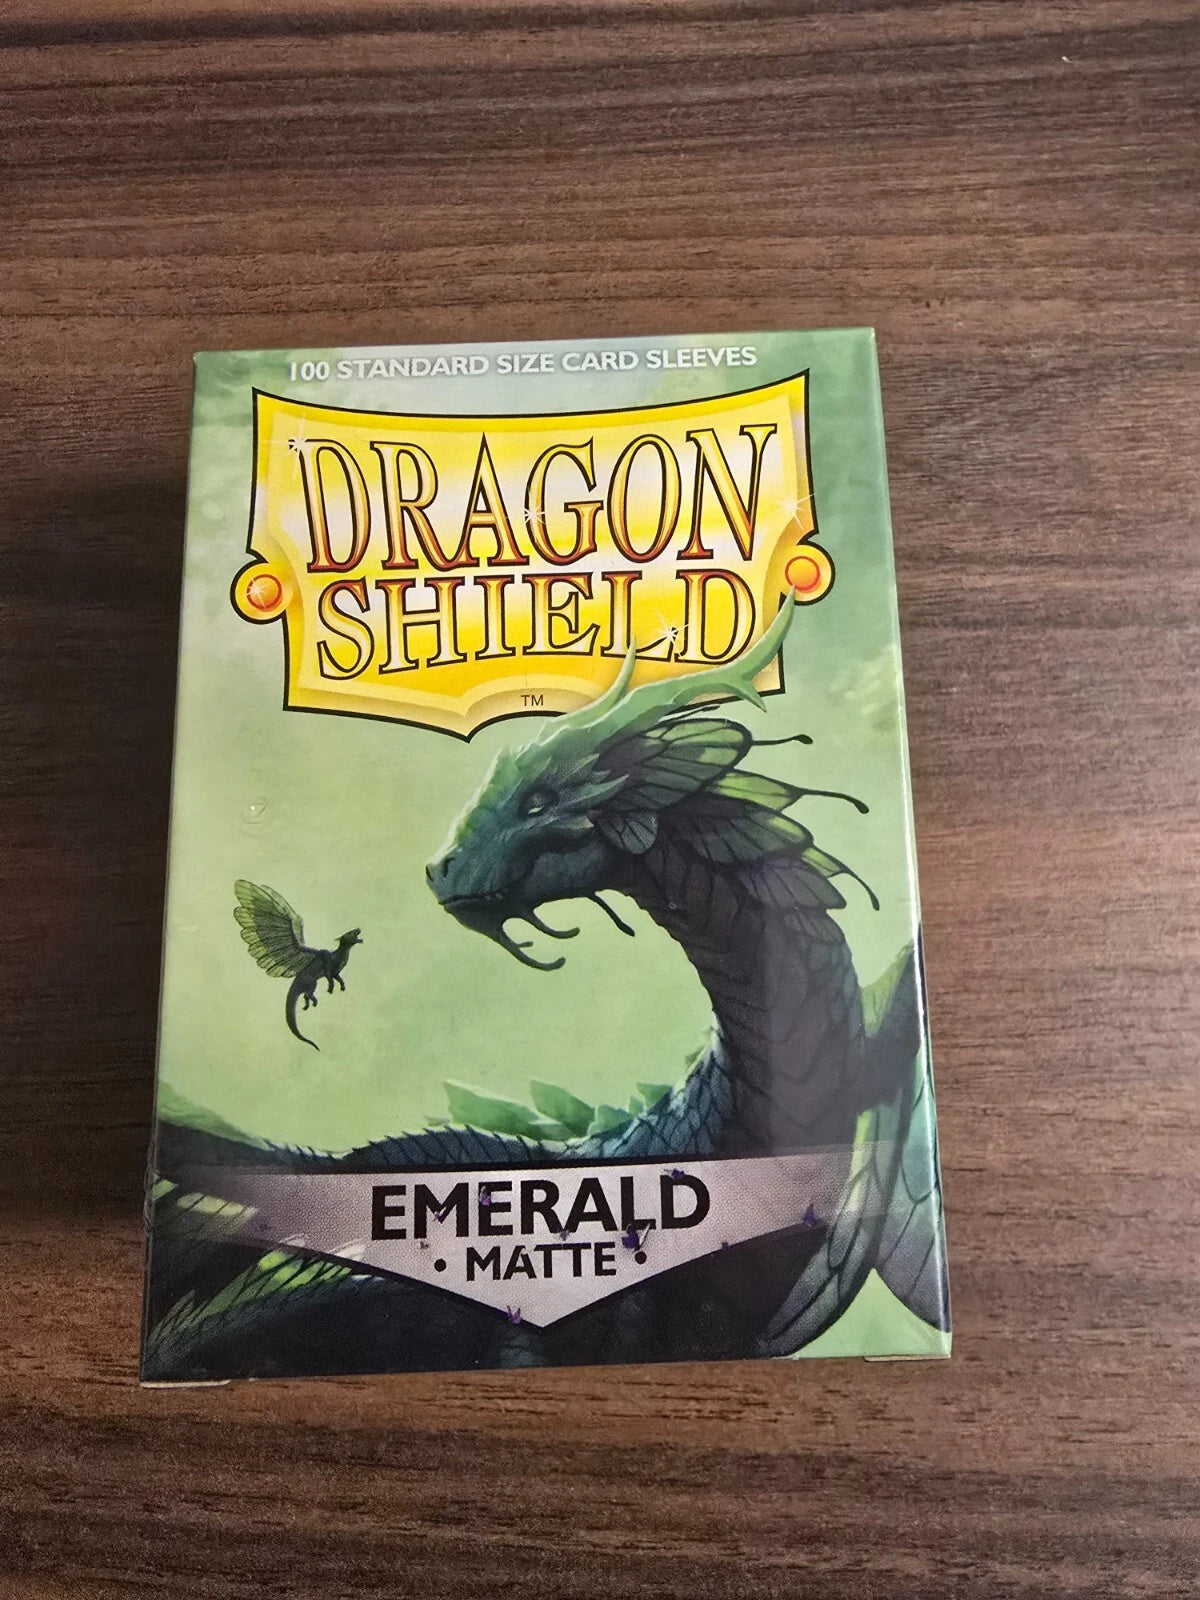 100 STANDARD SIZE CARD SLEEVES
DRAGON
SHIELD
TM
EMERALD
• MATTE •